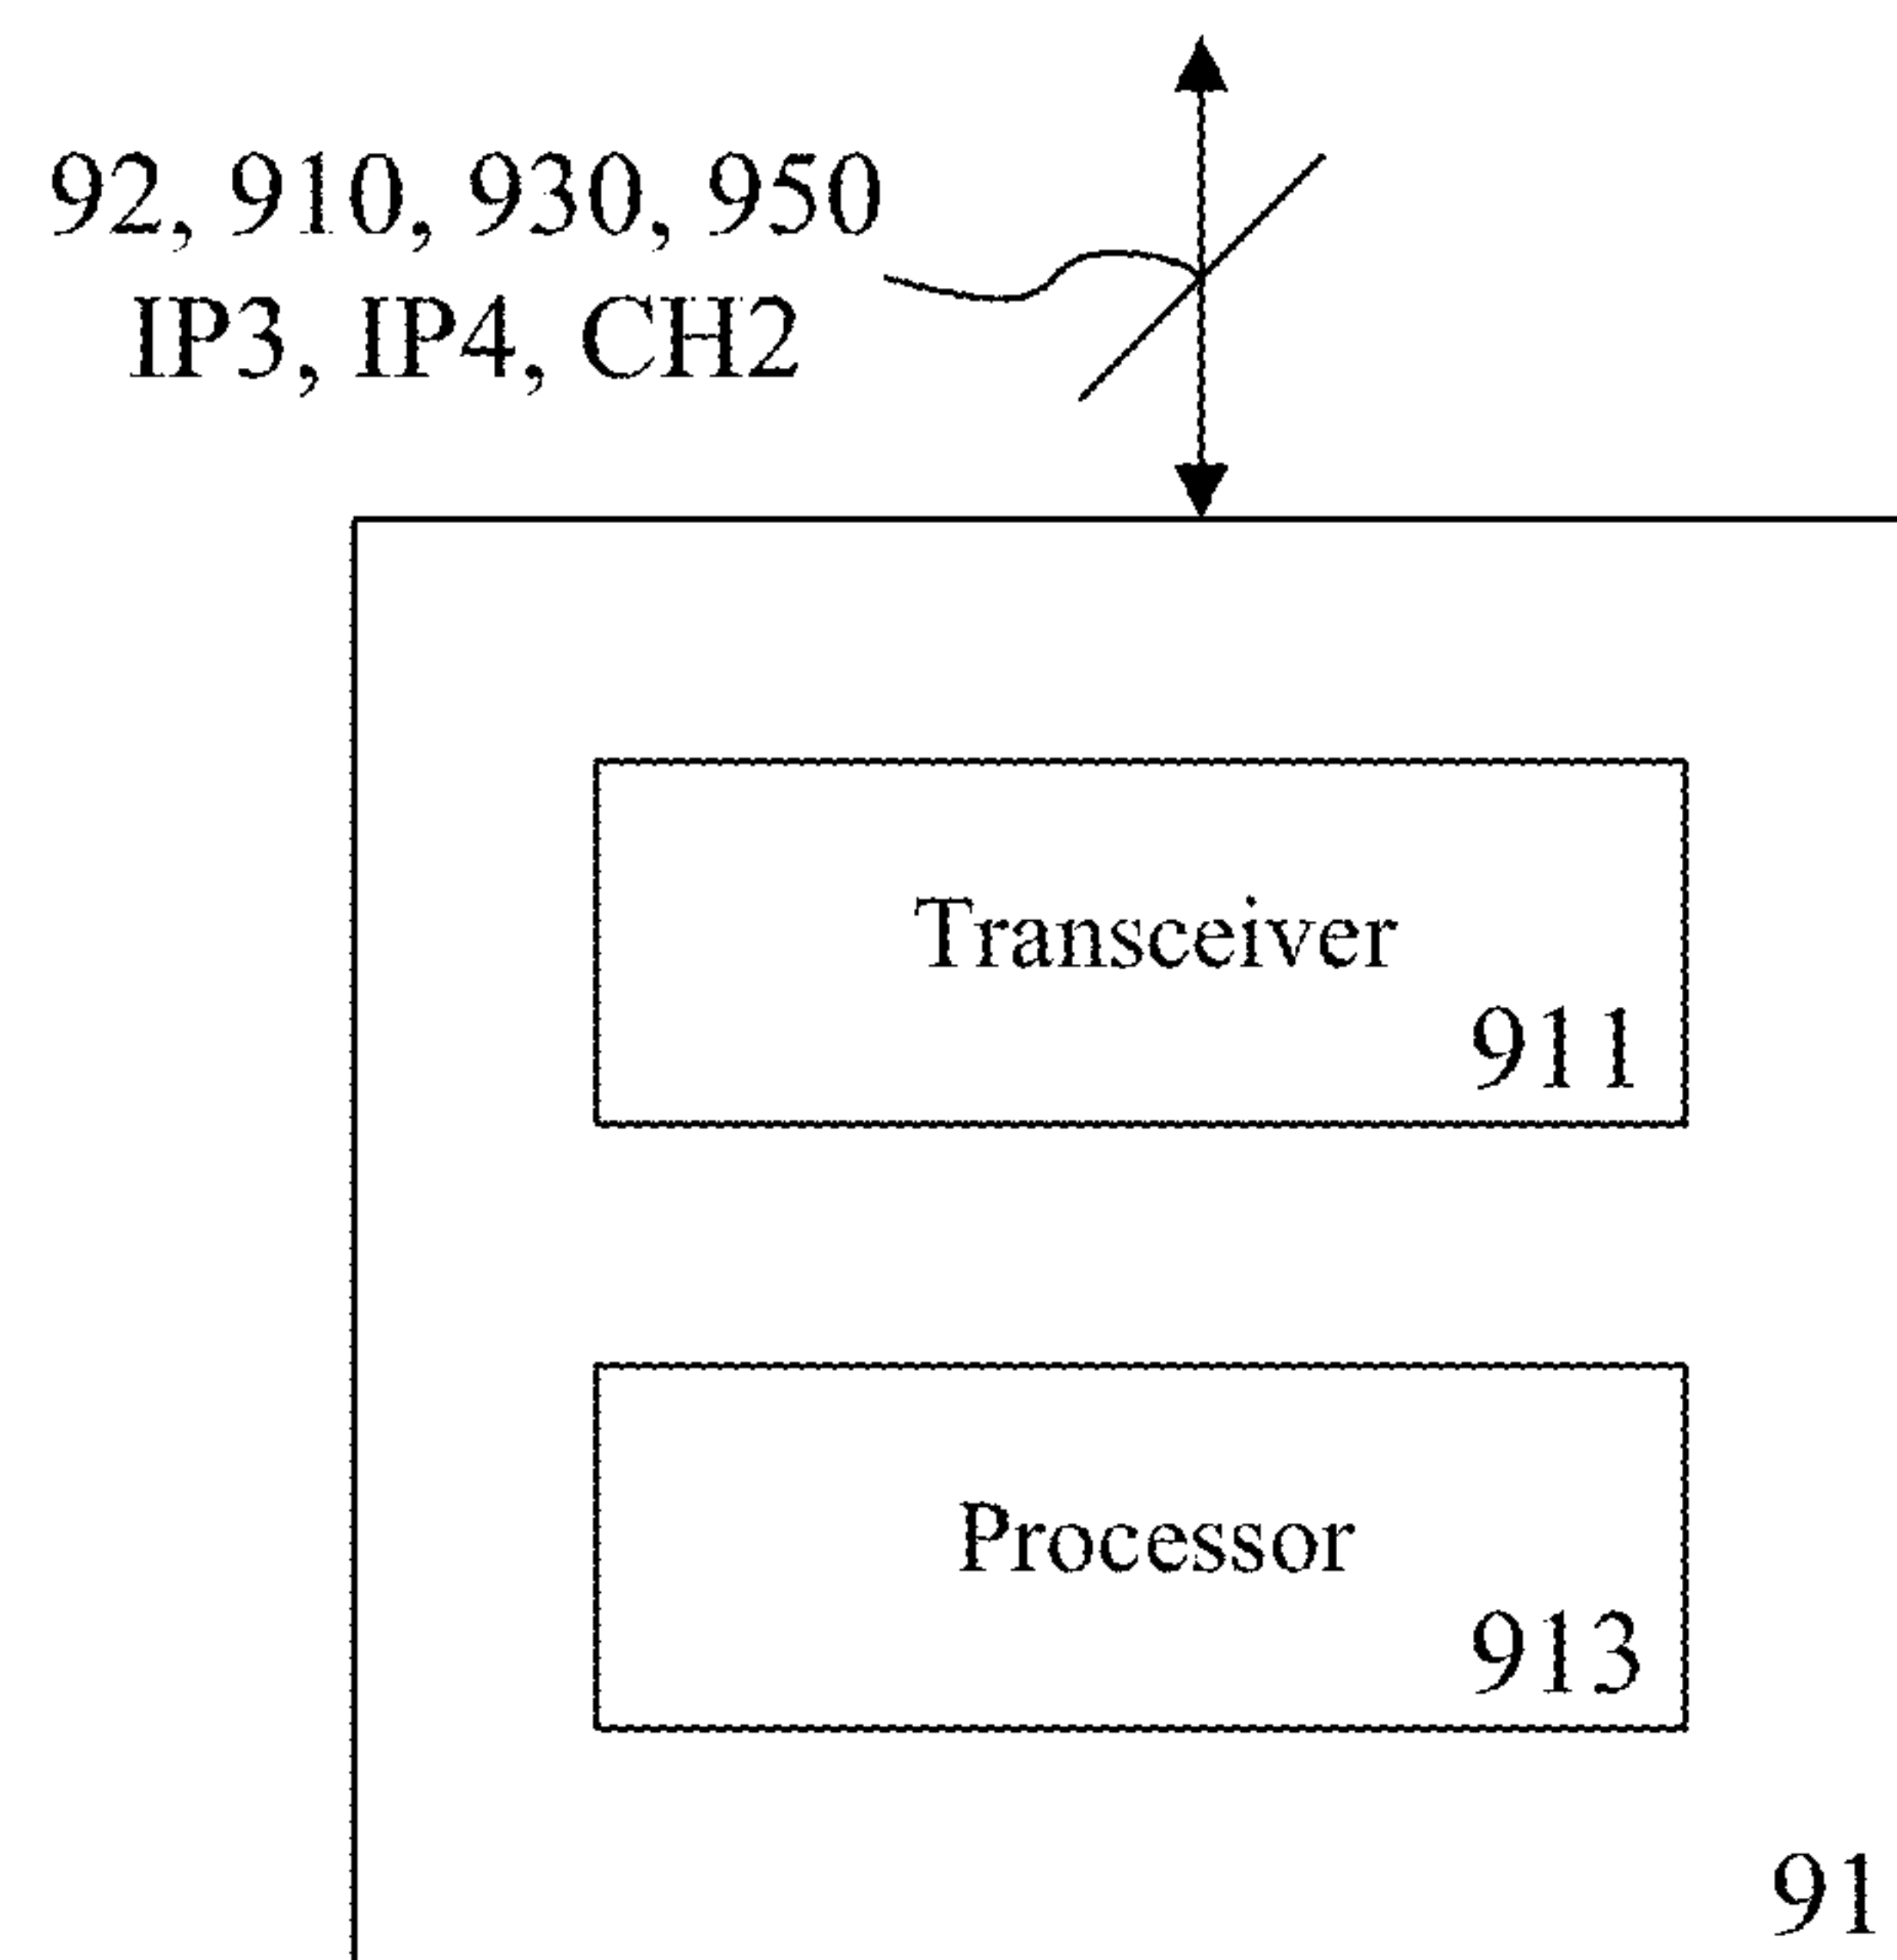 92, 910, 930, 950
IP3, IP4, CH2
Transceiver
911
Processor
913
91